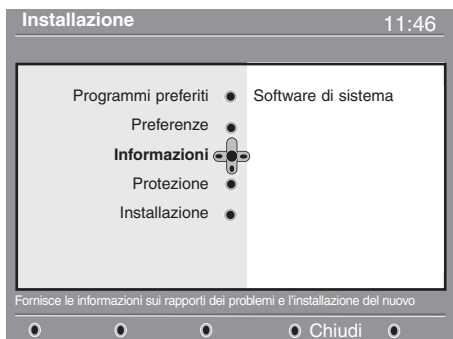 Installazione 11:46
Programmi preferiti Software di sistema
Preferenze
Informazioni
Protezione
Installazione
Fornisce le informazioni sui rapporti dei problemi e l'installazione del nuovo
Chiudi